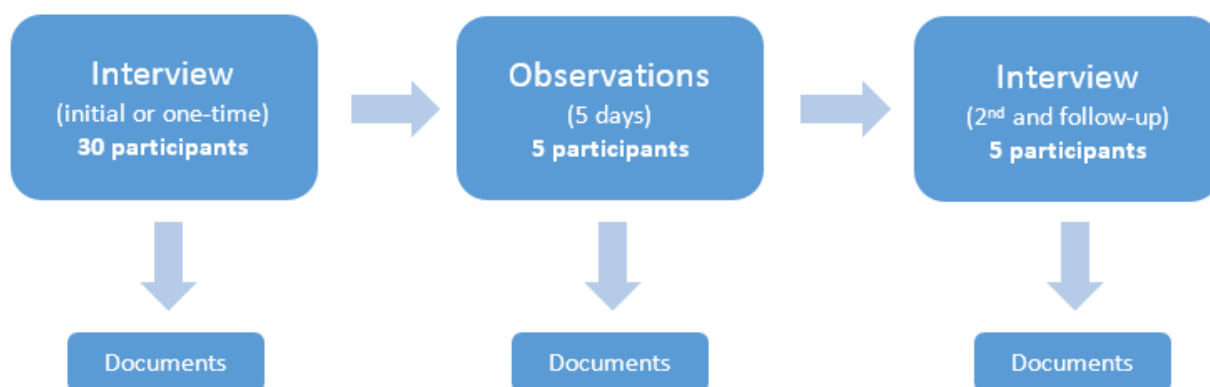 Interview
(initial or one-time)
30 participants
Observations
(5 days)
5 participants
Interview
(2nd and follow-up)
5 participants
Documents
Documents
Documents